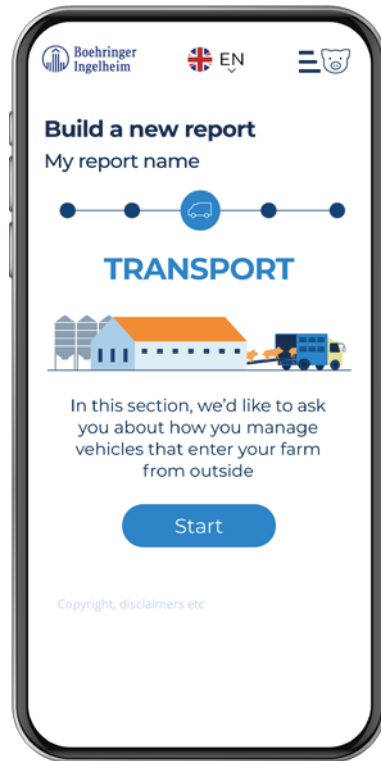 Boehringer
Ingelheim
EN
Build a new report
My report name
TRANSPORT
In this section, we'd like to ask
you about how you manage
vehicles that enter your farm
from outside
Start
Copyright, disclaimers etc